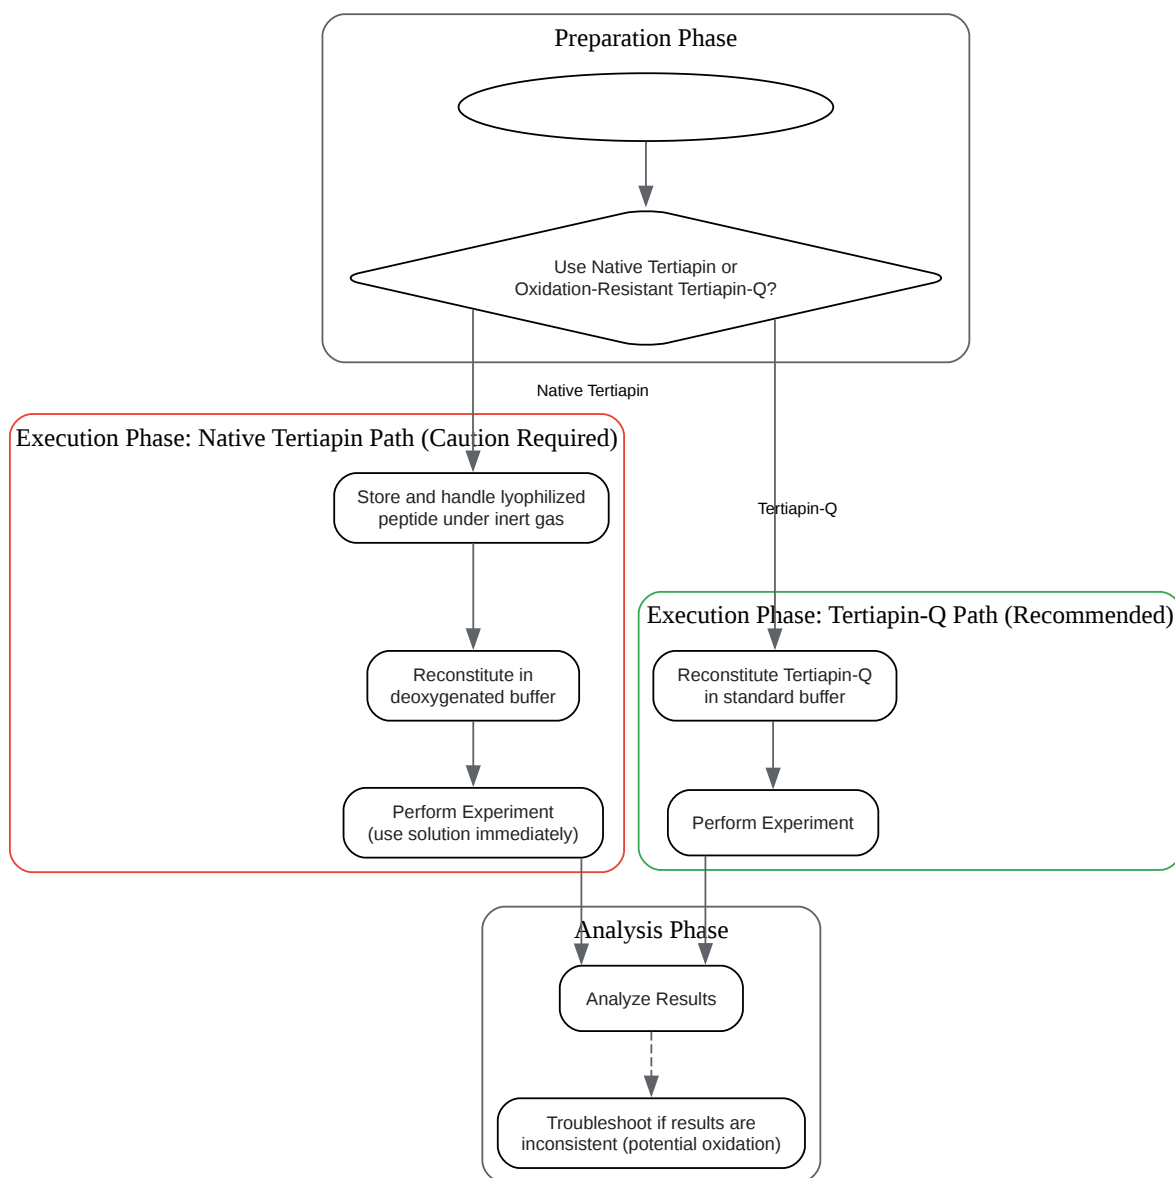 Preparation Phase
Use Native Tertiapin or
Oxidation-Resistant Tertiapin-Q?
Native Tertiapin
Execution Phase: Native Tertiapin Path (Caution Required)
Store and handle lyophilized
peptide under inert gas
Tertiapin-Q
Execution Phase: Tertiapin-Q Path (Recommended)
Reconstitute in
deoxygenated buffer
Reconstitute Tertiapin-Q
in standard buffer
Perform Experiment
(use solution immediately)
Perform Experiment
Analysis Phase
Analyze Results
Troubleshoot if results are
inconsistent (potential oxidation)